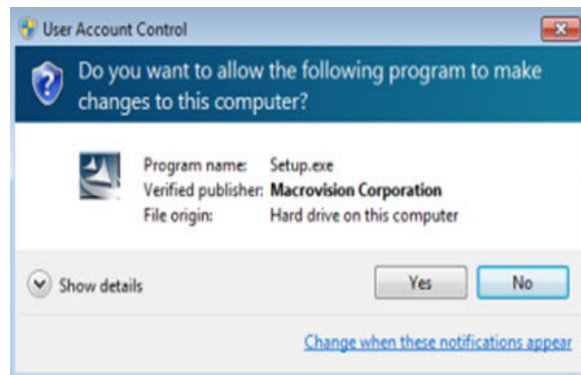 User Account Control
Do you want to allow the following program to make
changes to this computer?
Program name: Setup.exe
Verified publisher: Macrovision Corporation
File origin: Hard drive on this computer
Show details
Yes No
Change when these notifications appear